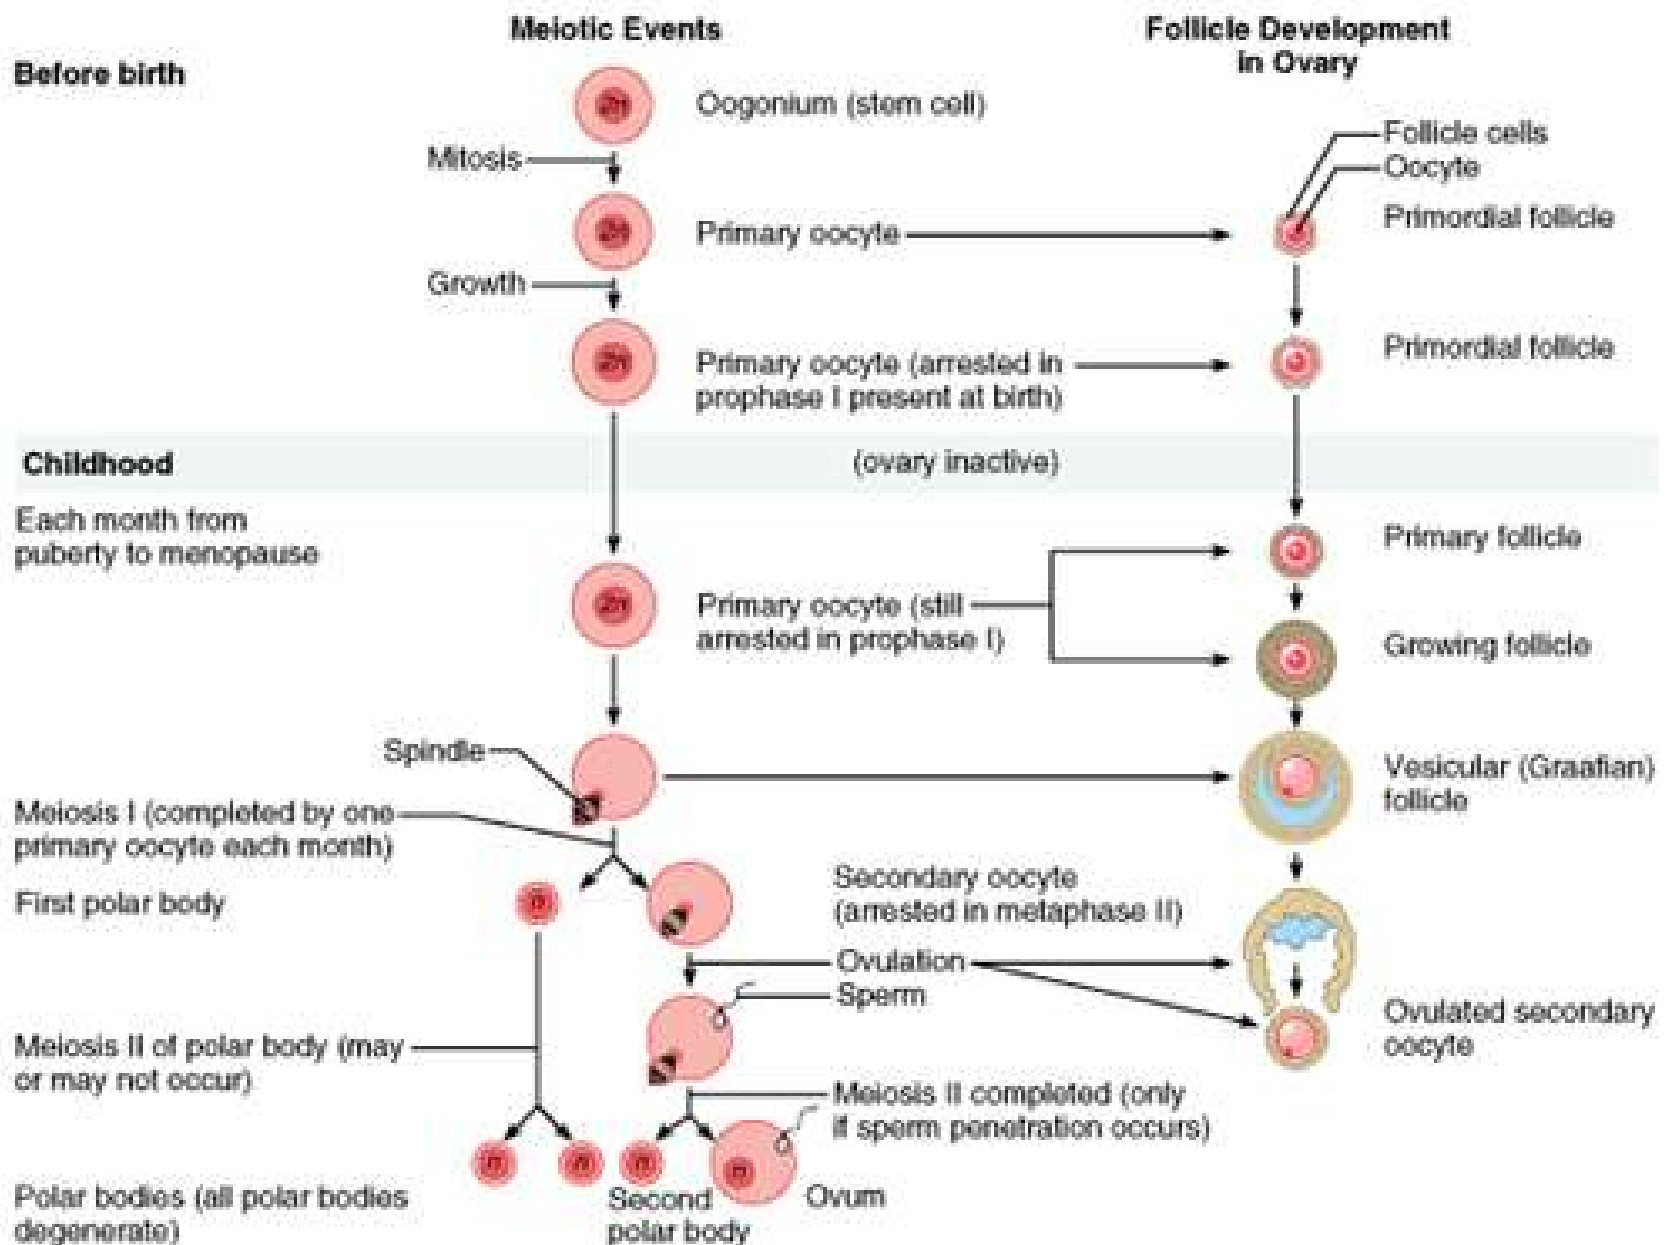 Meiotic Events
Follicle Development
in Ovary
Before birth
2n
Oogonium (stem cell)
Follicle cells
Mitosis
Oocyte
2n
Primary oocyte
Primordial follicle
Growth
2n
Primary oocyte (arrested in
prophase I present at birth)
Primordial follicle
Childhood
(ovary inactive)
Each month from
puberty to menopause
Primary follicle
2n
Primary oocyte (still
arrested in prophase I)
Growing follicle
Spindle
Vesicular (Graafian)
follicle
Meiosis I (completed by one
primary oocyte each month)
First polar body
n
Secondary oocyte
(arrested in metaphase II)
Ovulation
Sperm
Ovulated secondary
oocyte
Meiosis II of polar body (may
or may not occur)
Meiosis II completed (only
if sperm penetration occurs)
n
n
n
n
Polar bodies (all polar bodies
degenerate)
Second
polar body
Ovum